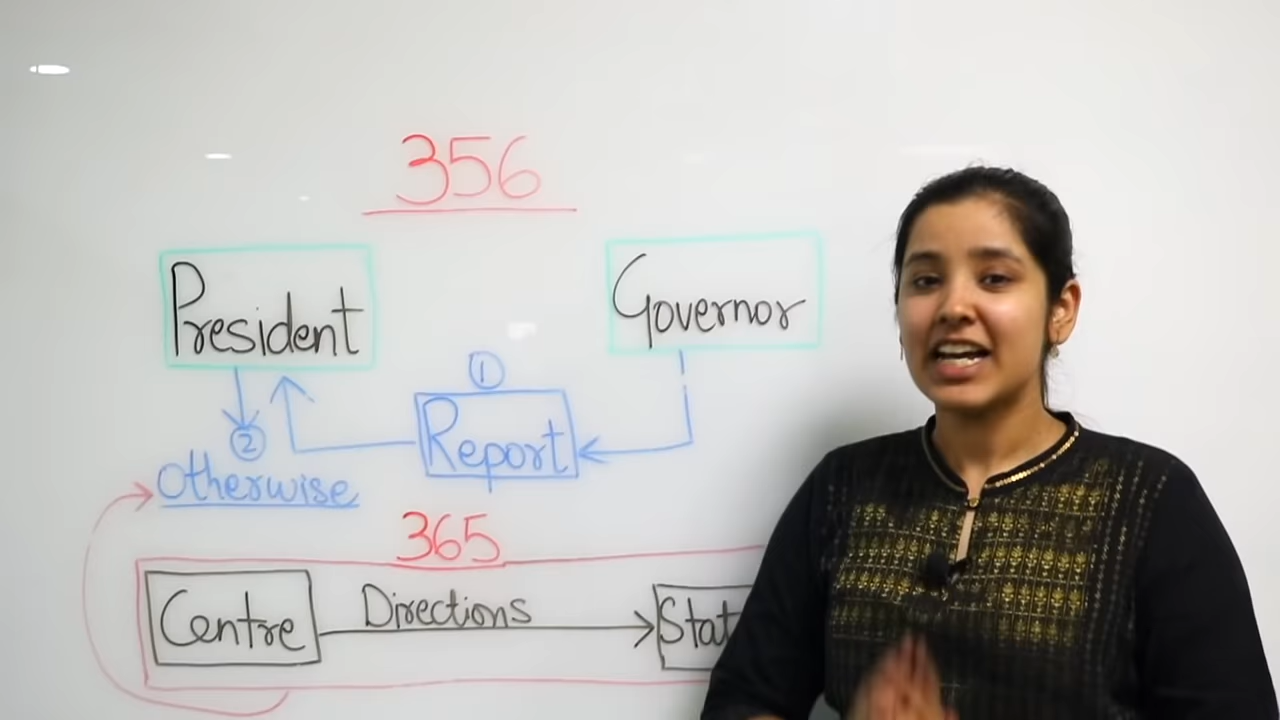 356
President
Governor
1
Report
2
Otherwise
365
Centre
Directions